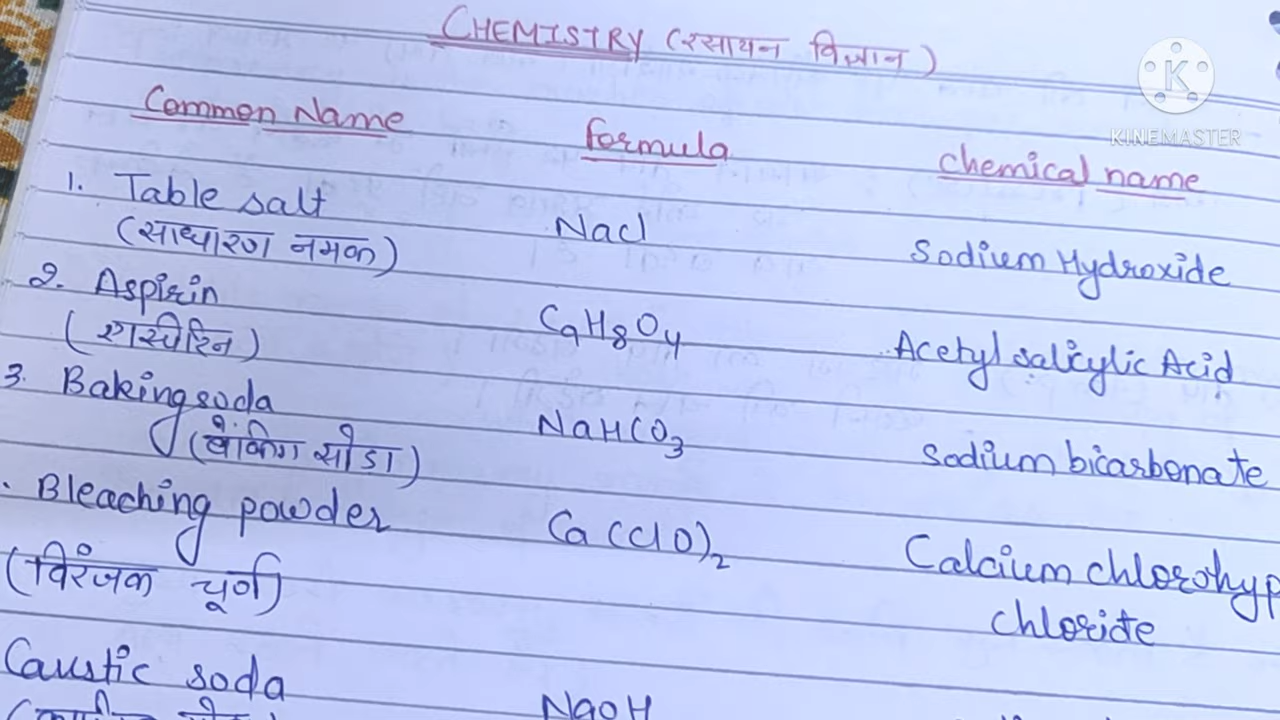 CHEMISTRY (रसायन विज्ञान)
KINEMASTER
Common Name formula chemical name
1. Table salt Nacl Sodium Hydroxide
(साधारण नमक)
2. Aspirin C9H8O4 Acetyl salicylic Acid
(एास्पीरिन)
3. Baking soda NaHCO3 Sodium bicarbonate
(बेंकिंग सोडा)
. Bleaching powder Ca(ClO)2 Calcium chlorohyp
(विरंजक चूर्ण) chloride
Caustic soda NaOH